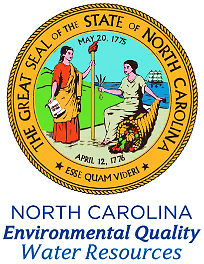 THE GREAT SEAL OF THE STATE OF NORTH CAROLINA
MAY 20, 1775
APRIL 12, 1776
★ ESSE QUAM VIDERI ★
NORTH CAROLINA
Environmental Quality
Water Resources